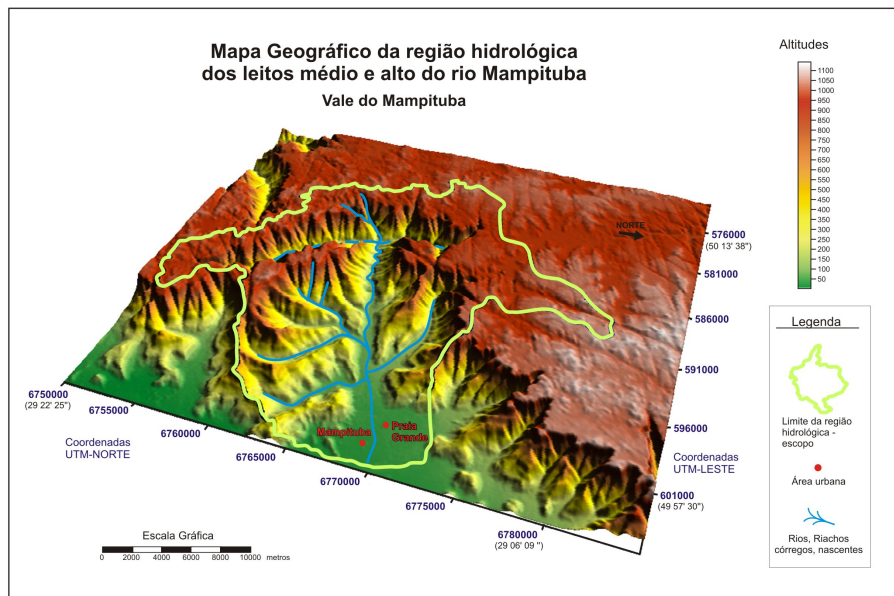 Mapa Geográfico da região hidrológica
dos leitos médio e alto do rio Mampituba
Vale do Mampituba
Altitudes
1100
1000
950
900
850
800
750
700
650
600
550
500
450
400
350
300
250
200
150
100
50
NORTE
576000
(50 13' 38")
581000
586000
591000
596000
601000
(49 57' 30")
Coordenadas
UTM-LESTE
6750000
(29 22' 25")
6755000
6760000
6765000
6770000
6775000
6780000
(29 06' 09 ")
Coordenadas
UTM-NORTE
Mampituba
Praia
Grande
Escala Gráfica
0 2000 4000 6000 8000 10000 metros
Legenda
Limite da região
hidrológica -
escopo
Área urbana
Rios, Riachos
córregos, nascentes